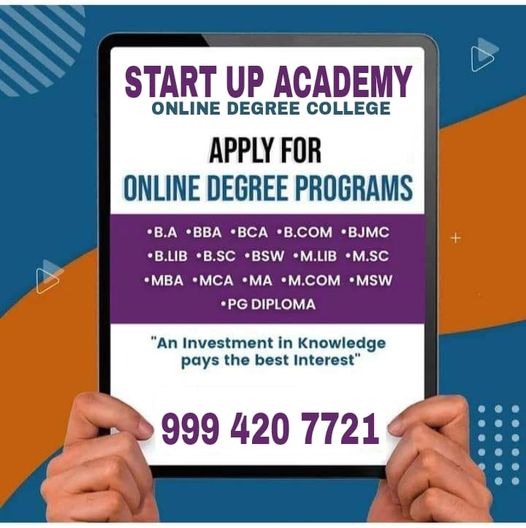 START UP ACADEMY
ONLINE DEGREE COLLEGE
APPLY FOR
ONLINE DEGREE PROGRAMS
•B.A •BBA •BCA •B.COM •BJMC
•B.LIB •B.SC •BSW •M.LIB •M.SC
•MBA •MCA •MA •M.COM •MSW
•PG DIPLOMA
"An Investment in Knowledge
pays the best Interest"
999 420 7721